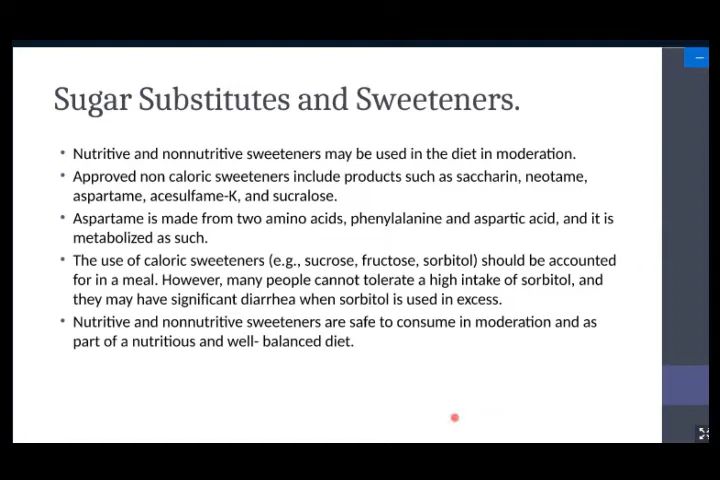 Sugar Substitutes and Sweeteners.
• Nutritive and nonnutritive sweeteners may be used in the diet in moderation.
• Approved non caloric sweeteners include products such as saccharin, neotame,
aspartame, acesulfame-K, and sucralose.
• Aspartame is made from two amino acids, phenylalanine and aspartic acid, and it is
metabolized as such.
• The use of caloric sweeteners (e.g., sucrose, fructose, sorbitol) should be accounted
for in a meal. However, many people cannot tolerate a high intake of sorbitol, and
they may have significant diarrhea when sorbitol is used in excess.
• Nutritive and nonnutritive sweeteners are safe to consume in moderation and as
part of a nutritious and well- balanced diet.